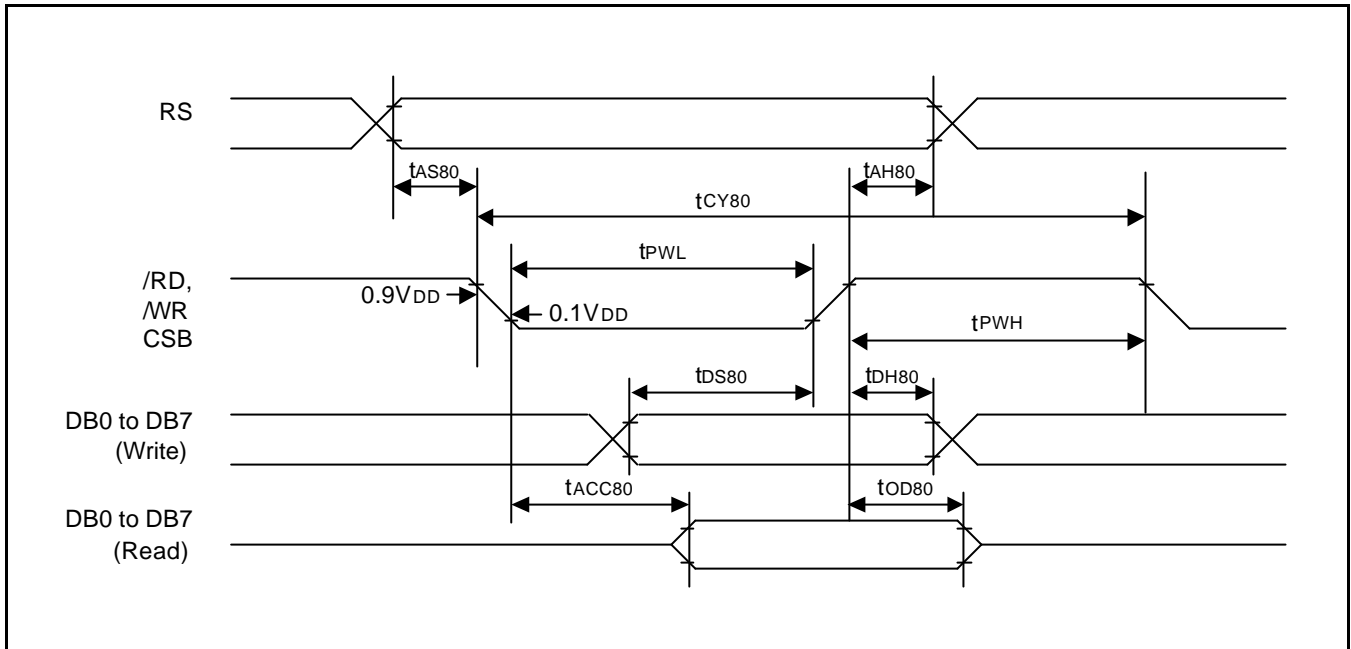 RS
tAS80
tAH80
tCY80
tPWL
/RD,
/WR
CSB
0.9VDD
0.1VDD
tPWH
tDS80
tDH80
DB0 to DB7
(Write)
tACC80
tOD80
DB0 to DB7
(Read)